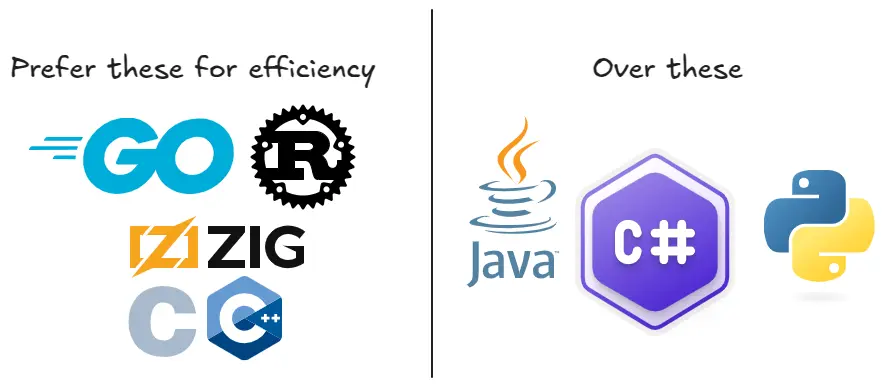 Prefer these for efficiency
GO
R
ZIG
C
C++
Over these
Java
C#